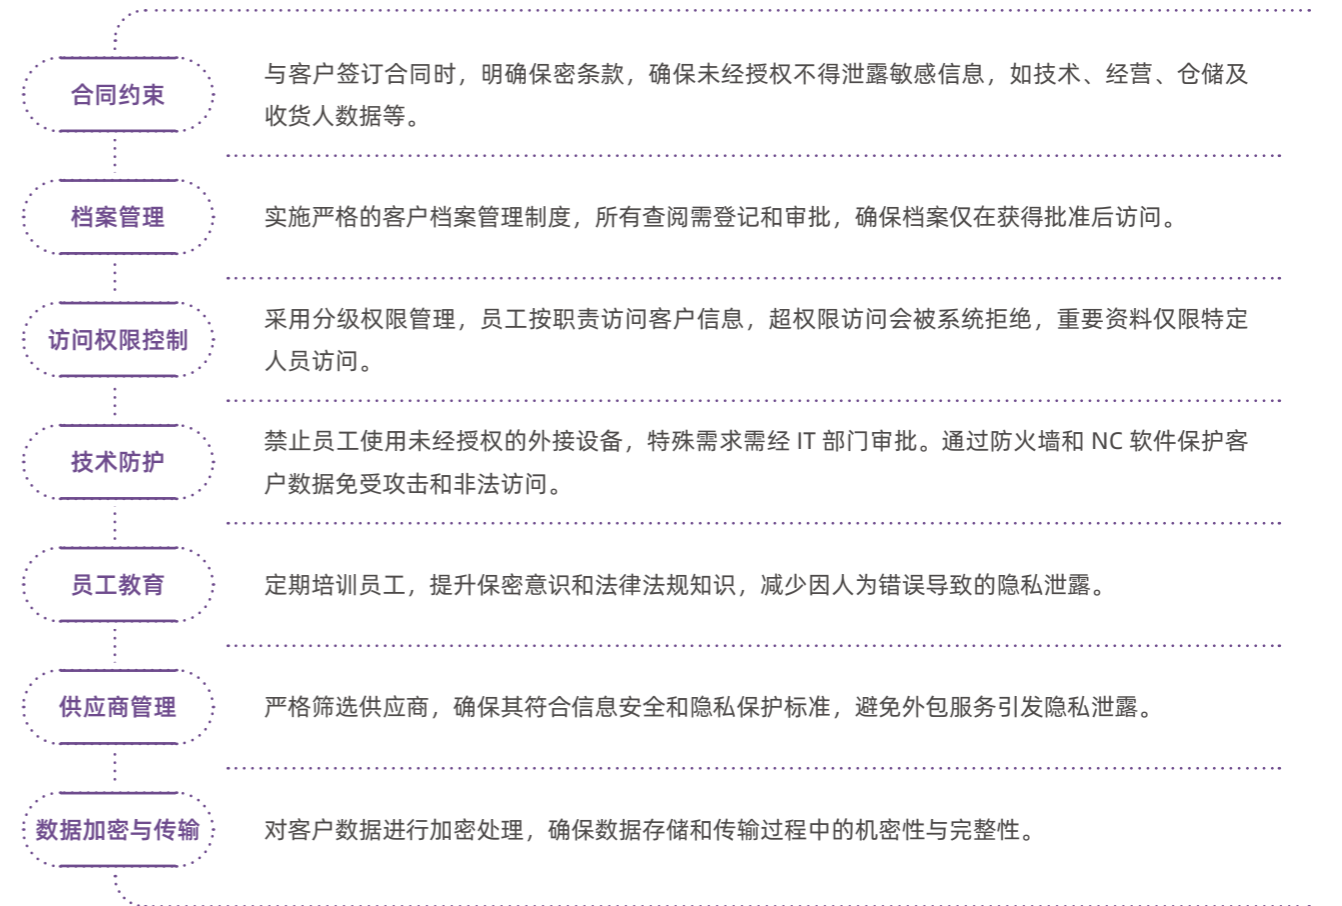 合同约束
与客户签订合同时，明确保密条款，确保未经授权不得泄露敏感信息，如技术、经营、仓储及
收货人数据等。
档案管理
实施严格的客户档案管理制度，所有查阅需登记和审批，确保档案仅在获得批准后访问。
访问权限控制
采用分级权限管理，员工按职责访问客户信息，超权限访问会被系统拒绝，重要资料仅限特定
人员访问。
技术防护
禁止员工使用未经授权的外接设备，特殊需求需经 IT 部门审批。通过防火墙和 NC 软件保护客
户数据免受攻击和非法访问。
员工教育
定期培训员工，提升保密意识和法律法规知识，减少因人为错误导致的隐私泄露。
供应商管理
严格筛选供应商，确保其符合信息安全和隐私保护标准，避免外包服务引发隐私泄露。
数据加密与传输
对客户数据进行加密处理，确保数据存储和传输过程中的机密性与完整性。